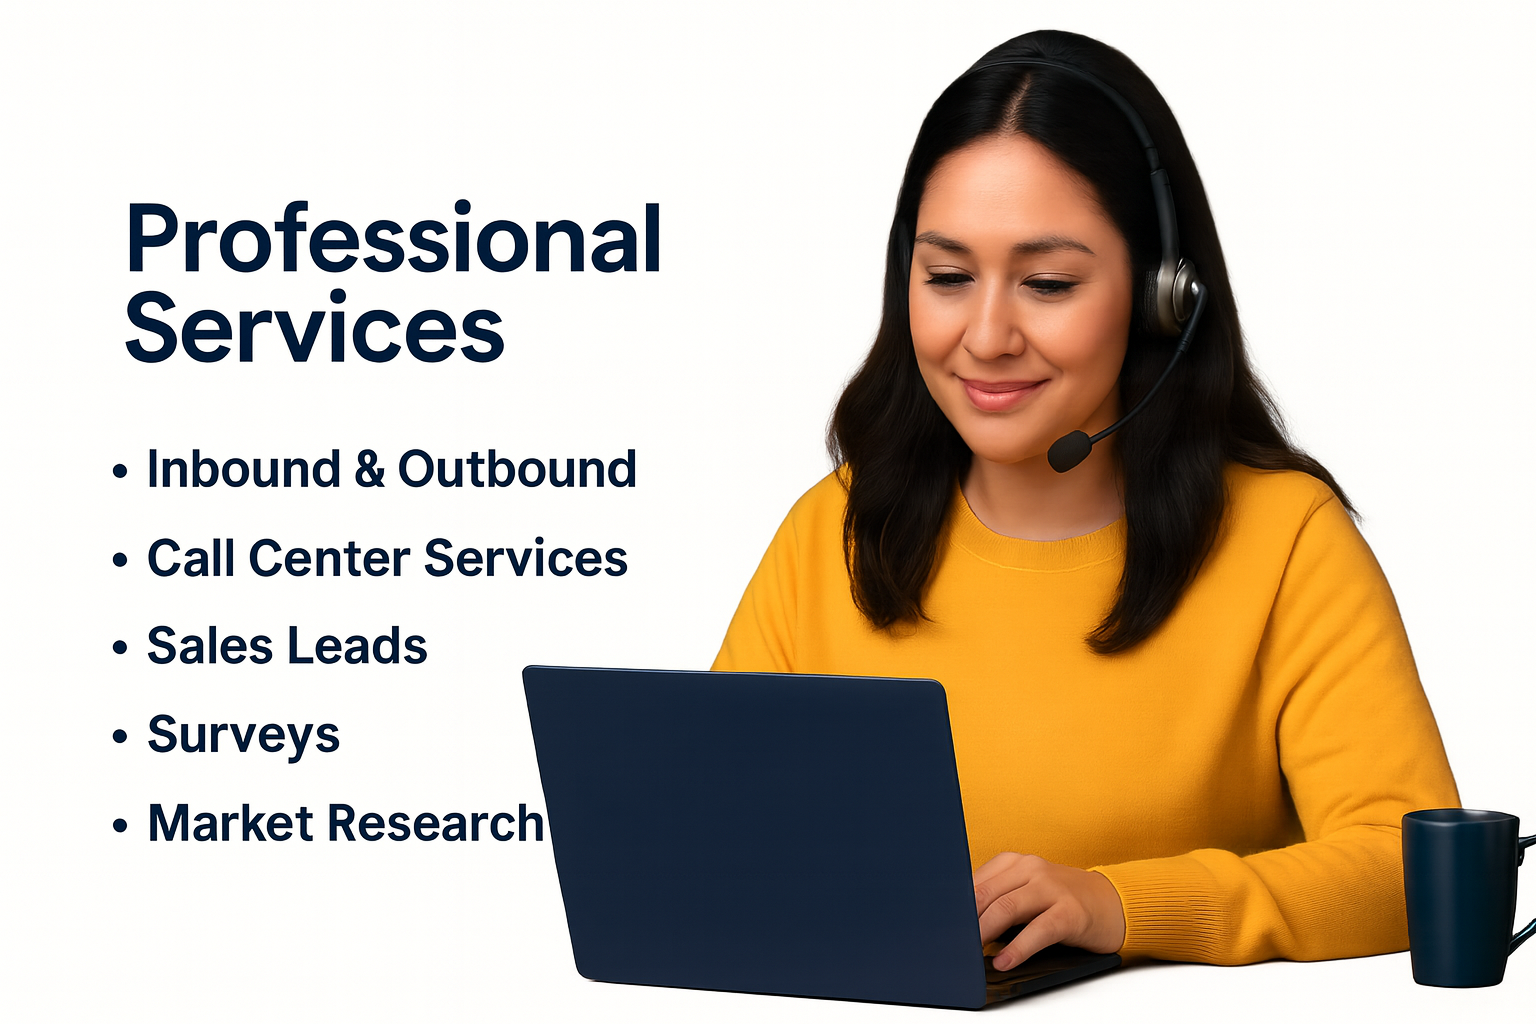 Professional
Services
• Inbound & Outbound
• Call Center Services
• Sales Leads
• Surveys
• Market Research